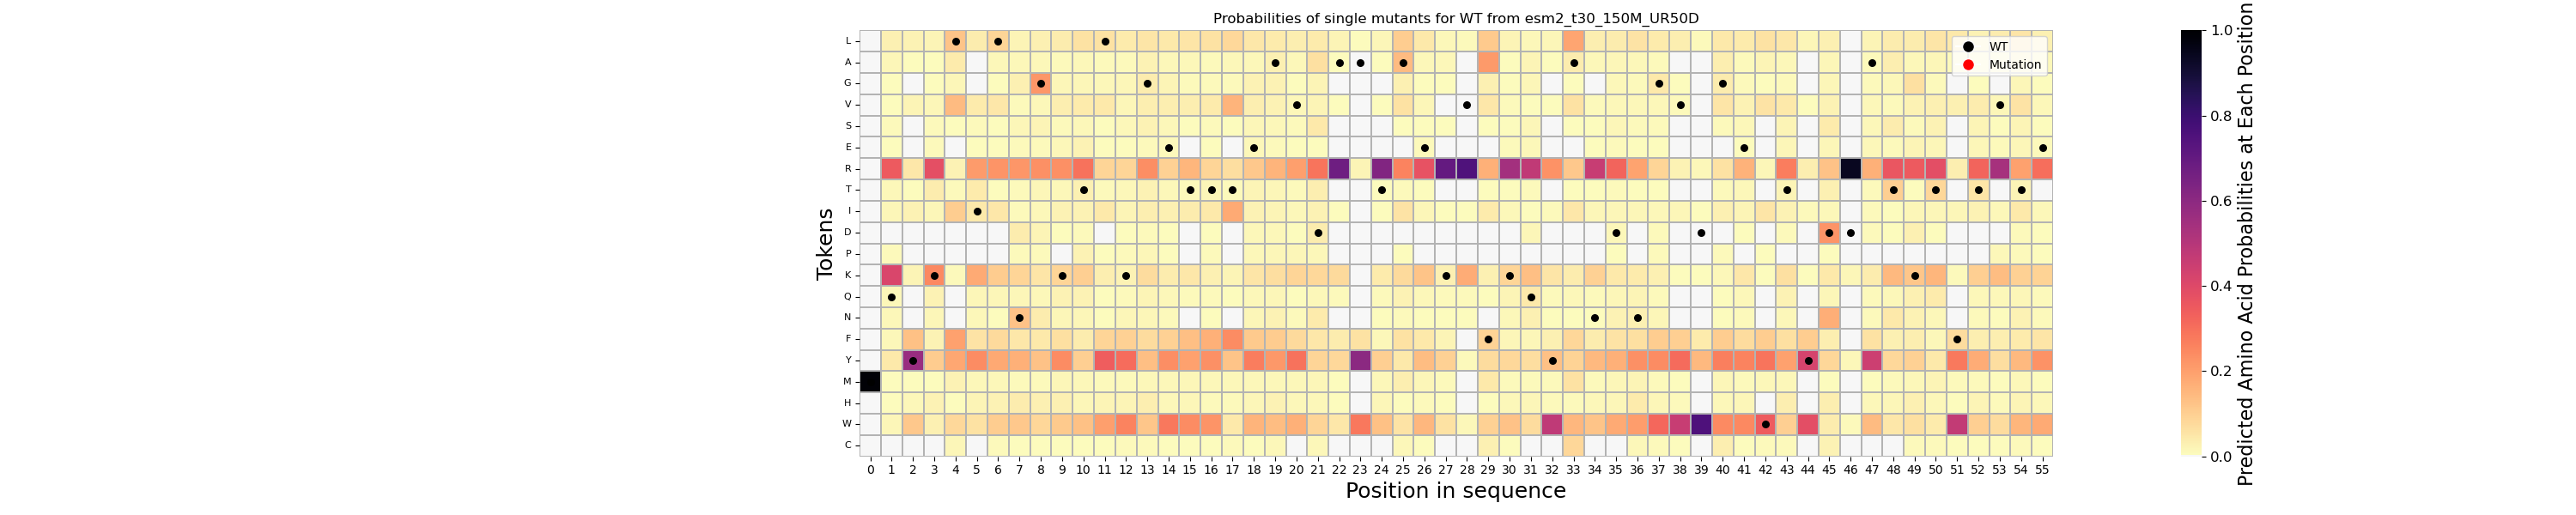 Probabilities of single mutants for WT from esm2_t30_150M_UR50D
L
A
G
V
S
E
R
T
I
D
P
K
Q
N
F
Y
M
H
W
C
Tokens
0 1 2 3 4 5 6 7 8 9 10 11 12 13 14 15 16 17 18 19 20 21 22 23 24 25 26 27 28 29 30 31 32 33 34 35 36 37 38 39 40 41 42 43 44 45 46 47 48 49 50 51 52 53 54 55
Position in sequence
WT
Mutation
1.0
0.8
0.6
0.4
0.2
0.0
Predicted Amino Acid Probabilities at Each Position